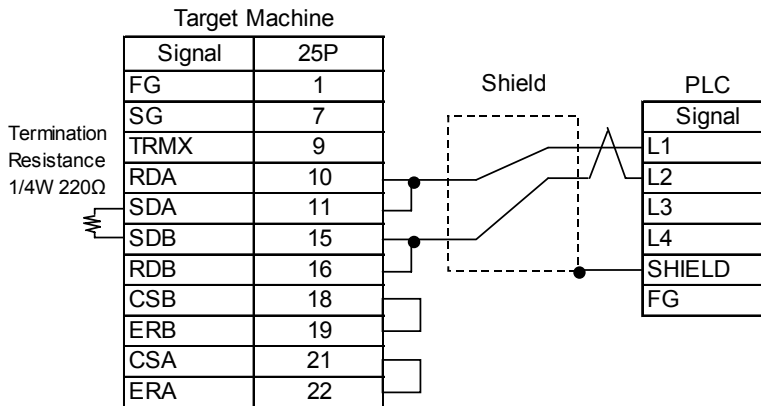 Target Machine
Signal 25P
FG 1
SG 7
TRMX 9
RDA 10
SDA 11
SDB 15
RDB 16
CSB 18
ERB 19
CSA 21
ERA 22
Termination
Resistance
1/4W 220Ω
Shield
PLC
Signal
L1
L2
L3
L4
SHIELD
FG